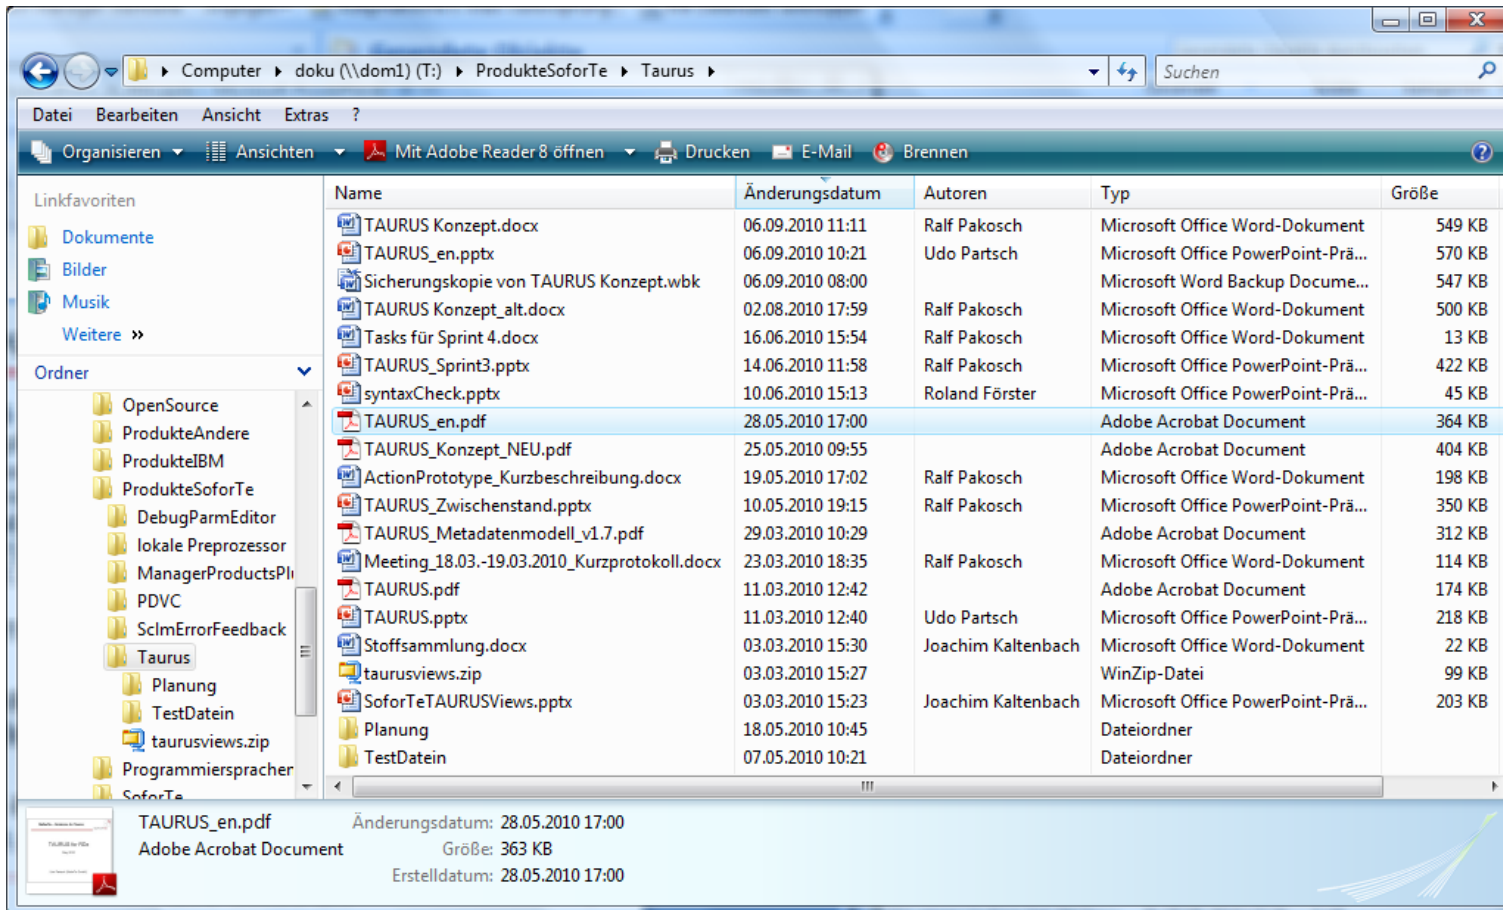 Computer ▸ doku (\\dom1) (T:) ▸ ProdukteSoforTe ▸ Taurus ▸ Suchen
Datei Bearbeiten Ansicht Extras ?
Organisieren Ansichten Mit Adobe Reader 8 öffnen Drucken E-Mail Brennen
Linkfavoriten
Dokumente
Bilder
Musik
Weitere »
Ordner
OpenSource
ProdukteAndere
ProdukteIBM
ProdukteSoforTe
DebugParmEditor
lokale Preprozessor
ManagerProductsPl
PDVC
SclmErrorFeedback
Taurus
Planung
TestDatein
taurusviews.zip
Programmiersprachen
SoforTe
Name Änderungsdatum Autoren Typ Größe
TAURUS Konzept.docx 06.09.2010 11:11 Ralf Pakosch Microsoft Office Word-Dokument 549 KB
TAURUS_en.pptx 06.09.2010 10:21 Udo Partsch Microsoft Office PowerPoint-Prä... 570 KB
Sicherungskopie von TAURUS Konzept.wbk 06.09.2010 08:00 Microsoft Word Backup Docume... 547 KB
TAURUS Konzept_alt.docx 02.08.2010 17:59 Ralf Pakosch Microsoft Office Word-Dokument 500 KB
Tasks für Sprint 4.docx 16.06.2010 15:54 Ralf Pakosch Microsoft Office Word-Dokument 13 KB
TAURUS_Sprint3.pptx 14.06.2010 11:58 Ralf Pakosch Microsoft Office PowerPoint-Prä... 422 KB
syntaxCheck.pptx 10.06.2010 15:13 Roland Förster Microsoft Office PowerPoint-Prä... 45 KB
TAURUS_en.pdf 28.05.2010 17:00 Adobe Acrobat Document 364 KB
TAURUS_Konzept_NEU.pdf 25.05.2010 09:55 Adobe Acrobat Document 404 KB
ActionPrototype_Kurzbeschreibung.docx 19.05.2010 17:02 Ralf Pakosch Microsoft Office Word-Dokument 198 KB
TAURUS_Zwischenstand.pptx 10.05.2010 19:15 Ralf Pakosch Microsoft Office PowerPoint-Prä... 350 KB
TAURUS_Metadatenmodell_v1.7.pdf 29.03.2010 10:29 Adobe Acrobat Document 312 KB
Meeting_18.03.-19.03.2010_Kurzprotokoll.docx 23.03.2010 18:35 Ralf Pakosch Microsoft Office Word-Dokument 114 KB
TAURUS.pdf 11.03.2010 12:42 Adobe Acrobat Document 174 KB
TAURUS.pptx 11.03.2010 12:40 Udo Partsch Microsoft Office PowerPoint-Prä... 218 KB
Stoffsammlung.docx 03.03.2010 15:30 Joachim Kaltenbach Microsoft Office Word-Dokument 22 KB
taurusviews.zip 03.03.2010 15:27 WinZip-Datei 99 KB
SoforTeTAURUSViews.pptx 03.03.2010 15:23 Joachim Kaltenbach Microsoft Office PowerPoint-Prä... 203 KB
Planung 18.05.2010 10:45 Dateiordner
TestDatein 07.05.2010 10:21 Dateiordner
TAURUS_en.pdf Änderungsdatum: 28.05.2010 17:00
Adobe Acrobat Document Größe: 363 KB
Erstelldatum: 28.05.2010 17:00